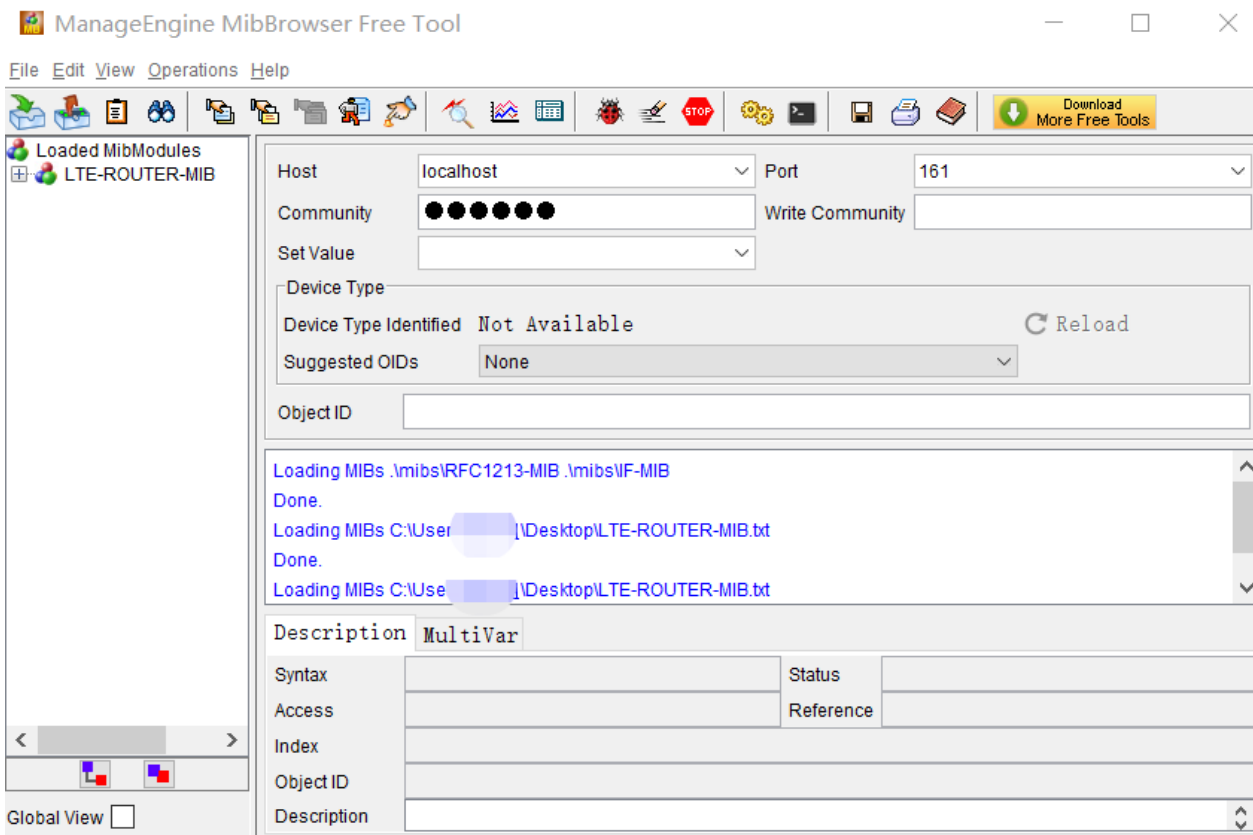 ManageEngine MibBrowser Free Tool
File Edit View Operations Help
STOP
Download
More Free Tools
Loaded MibModules
LTE-ROUTER-MIB
Host localhost Port 161
Community ●●●●●● Write Community
Set Value
Device Type
Device Type Identified Not Available Reload
Suggested OIDs None
Object ID
Loading MIBs .\mibs\RFC1213-MIB .\mibs\IF-MIB
Done.
Loading MIBs C:\User \Desktop\LTE-ROUTER-MIB.txt
Done.
Loading MIBs C:\Use \Desktop\LTE-ROUTER-MIB.txt
Description MultiVar
Syntax Status
Access Reference
Index
Object ID
Description
Global View